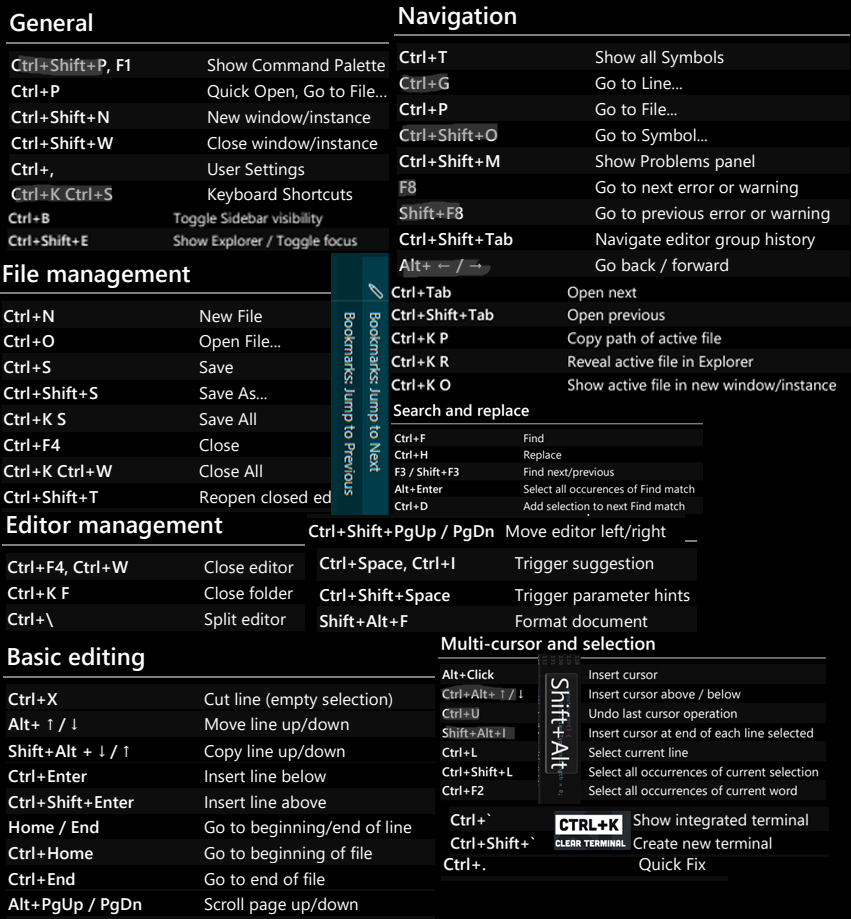 General
Ctrl+Shift+P, F1 Show Command Palette
Ctrl+P Quick Open, Go to File...
Ctrl+Shift+N New window/instance
Ctrl+Shift+W Close window/instance
Ctrl+, User Settings
Ctrl+K Ctrl+S Keyboard Shortcuts
Ctrl+B Toggle Sidebar visibility
Ctrl+Shift+E Show Explorer / Toggle focus
File management
Ctrl+N New File
Ctrl+O Open File...
Ctrl+S Save
Ctrl+Shift+S Save As...
Ctrl+K S Save All
Ctrl+F4 Close
Ctrl+K Ctrl+W Close All
Ctrl+Shift+T Reopen closed ed
Bookmarks: Jump to Next
Bookmarks: Jump to Previous
Navigation
Ctrl+T Show all Symbols
Ctrl+G Go to Line...
Ctrl+P Go to File...
Ctrl+Shift+O Go to Symbol...
Ctrl+Shift+M Show Problems panel
F8 Go to next error or warning
Shift+F8 Go to previous error or warning
Ctrl+Shift+Tab Navigate editor group history
Alt+ ← / → Go back / forward
Ctrl+Tab Open next
Ctrl+Shift+Tab Open previous
Ctrl+K P Copy path of active file
Ctrl+K R Reveal active file in Explorer
Ctrl+K O Show active file in new window/instance
Search and replace
Ctrl+F Find
Ctrl+H Replace
F3 / Shift+F3 Find next/previous
Alt+Enter Select all occurences of Find match
Ctrl+D Add selection to next Find match
Editor management
Ctrl+F4, Ctrl+W Close editor
Ctrl+K F Close folder
Ctrl+\ Split editor
Ctrl+Shift+PgUp / PgDn Move editor left/right
Ctrl+Space, Ctrl+I Trigger suggestion
Ctrl+Shift+Space Trigger parameter hints
Shift+Alt+F Format document
Basic editing
Ctrl+X Cut line (empty selection)
Alt+ ↑ / ↓ Move line up/down
Shift+Alt + ↓ / ↑ Copy line up/down
Ctrl+Enter Insert line below
Ctrl+Shift+Enter Insert line above
Home / End Go to beginning/end of line
Ctrl+Home Go to beginning of file
Ctrl+End Go to end of file
Alt+PgUp / PgDn Scroll page up/down
Multi-cursor and selection
Alt+Click Insert cursor
Ctrl+Alt+ ↑ / ↓ Insert cursor above / below
Ctrl+U Undo last cursor operation
Shift+Alt+I Insert cursor at end of each line selected
Ctrl+L Select current line
Ctrl+Shift+L Select all occurrences of current selection
Ctrl+F2 Select all occurrences of current word
Shift+Alt
Ctrl+` Show integrated terminal
Ctrl+Shift+` Create new terminal
CTRL+K
CLEAR TERMINAL
Ctrl+. Quick Fix